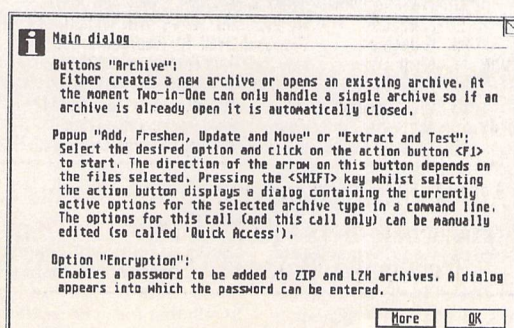 Main dialog
Buttons "Archive":
Either creates a new archive or opens an existing archive. At
the moment Two-in-One can only handle a single archive so if an
archive is already open it is automatically closed.
Popup "Add, Freshen, Update and Move" or "Extract and Test":
Select the desired option and click on the action button <F1>
to start. The direction of the arrow on this button depends on
the files selected. Pressing the <SHIFT> key whilst selecting
the action button displays a dialog containing the currently
active options for the selected archive type in a command line.
The options for this call (and this call only) can be manually
edited (so called 'Quick Access').
Option "Encryption":
Enables a password to be added to ZIP and LZH archives. A dialog
appears into which the password can be entered.
More OK